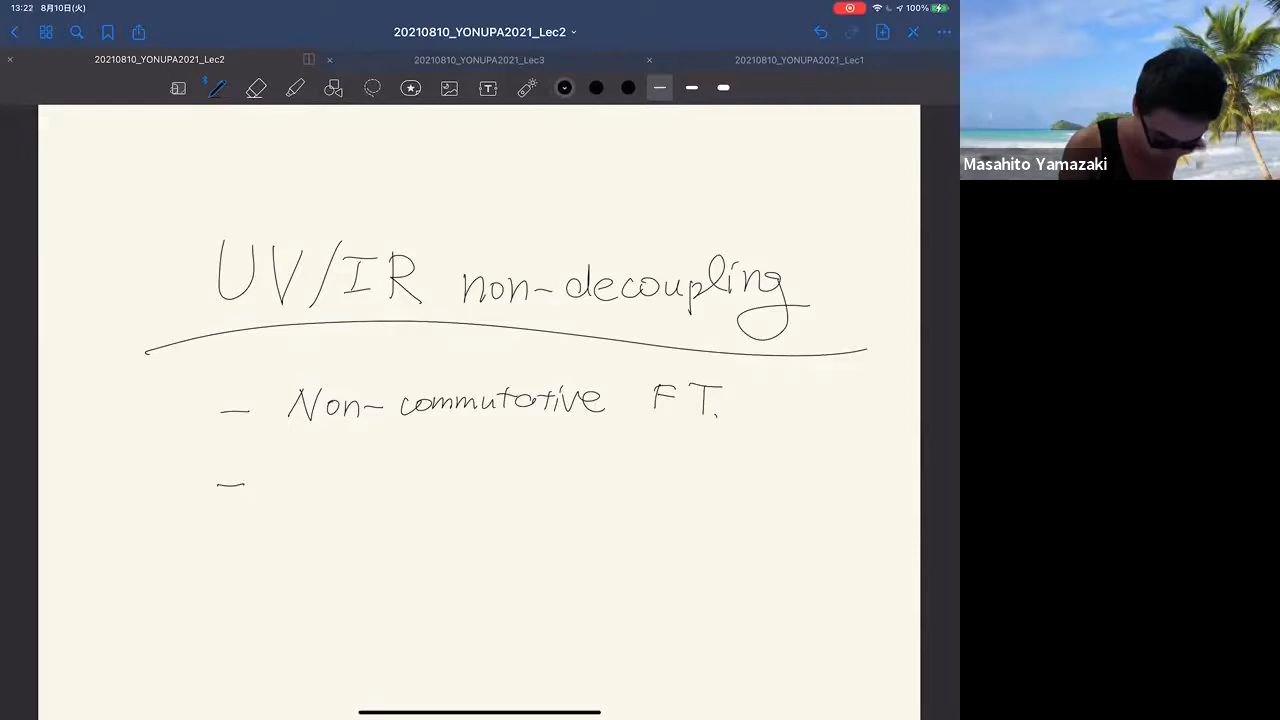 13:22 8月10日(火)
100%
20210810_YONUPA2021_Lec2
20210810_YONUPA2021_Lec2
20210810_YONUPA2021_Lec3
20210810_YONUPA2021_Lec1
Masahito Yamazaki
UV/IR non-decoupling
– Non-commutative FT.
–